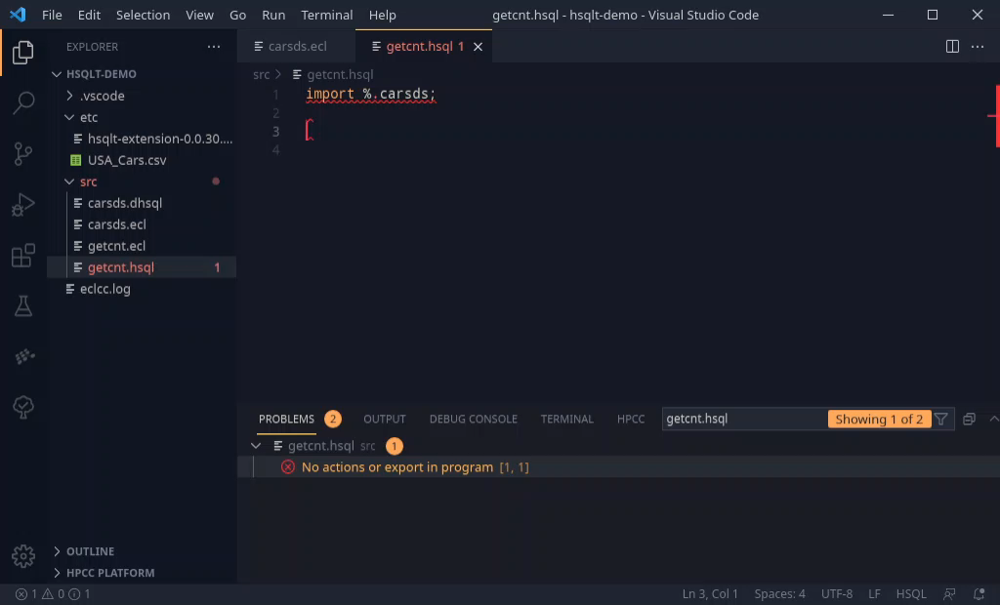 File Edit Selection View Go Run Terminal Help getcnt.hsql - hsqlt-demo - Visual Studio Code
EXPLORER
carsds.ecl getcnt.hsql 1
HSQLT-DEMO
src getcnt.hsql
.vscode
1 import %.carsds;
etc
2
3
hsqlt-extension-0.0.30....
4
USA_Cars.csv
src
carsds.dhsql
carsds.ecl
getcnt.ecl
getcnt.hsql 1
eclcc.log
PROBLEMS 2 OUTPUT DEBUG CONSOLE TERMINAL HPCC getcnt.hsql Showing 1 of 2
getcnt.hsql src 1
No actions or export in program [1, 1]
OUTLINE
HPCC PLATFORM
1 0 1 Ln 3, Col 1 Spaces: 4 UTF-8 LF HSQL